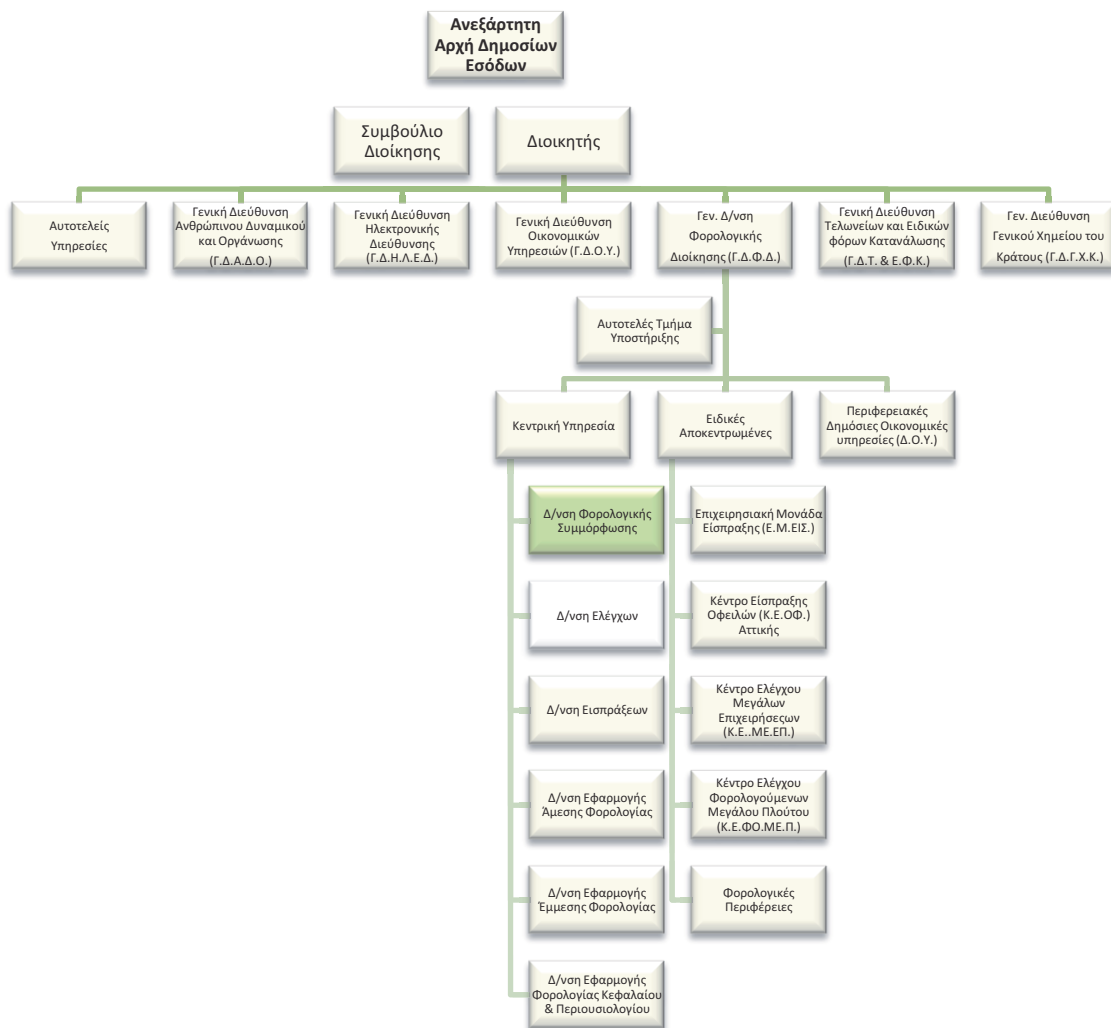 Ανεξάρτητη
Αρχή Δημοσίων
Εσόδων
Συμβούλιο
Διοίκησης
Διοικητής
Αυτοτελείς
Υπηρεσίες
Γενική Διεύθυνση
Ανθρώπινου Δυναμικού
και Οργάνωσης
(Γ.Δ.Α.Δ.Ο.)
Γενική Διεύθυνση
Ηλεκτρονικής
Διεύθυνσης
(Γ.Δ.Η.Λ.Ε.Δ.)
Γενική Διεύθυνση
Οικονομικών
Υπηρεσιών (Γ.Δ.Ο.Υ.)
Γεν. Δ/νση
Φορολογικής
Διοίκησης (Γ.Δ.Φ.Δ.)
Γενική Διεύθυνση
Τελωνείων και Ειδικών
φόρων Κατανάλωσης
(Γ.Δ.Τ. & Ε.Φ.Κ.)
Γεν. Διεύθυνση
Γενικού Χημείου του
Κράτους (Γ.Δ.Γ.Χ.Κ.)
Αυτοτελές Τμήμα
Υποστήριξης
Κεντρική Υπηρεσία
Ειδικές
Αποκεντρωμένες
Περιφερειακές
Δημόσιες Οικονομικές
υπηρεσίες (Δ.Ο.Υ.)
Δ/νση Φορολογικής
Συμμόρφωσης
Δ/νση Ελέγχων
Δ/νση Εισπράξεων
Δ/νση Εφαρμογής
Άμεσης Φορολογίας
Δ/νση Εφαρμογής
Έμμεσης Φορολογίας
Δ/νση Εφαρμογής
Φορολογίας Κεφαλαίου
& Περιουσιολογίου
Επιχειρησιακή Μονάδα
Είσπραξης (Ε.Μ.ΕΙΣ.)
Κέντρο Είσπραξης
Οφειλών (Κ.Ε.ΟΦ.)
Αττικής
Κέντρο Ελέγχου
Μεγάλων
Επιχειρήσεςων
(Κ.Ε..ΜΕ.ΕΠ.)
Κέντρο Ελέγχου
Φορολογούμενων
Μεγάλου Πλούτου
(Κ.Ε.ΦΟ.ΜΕ.Π.)
Φορολογικές
Περιφέρειες